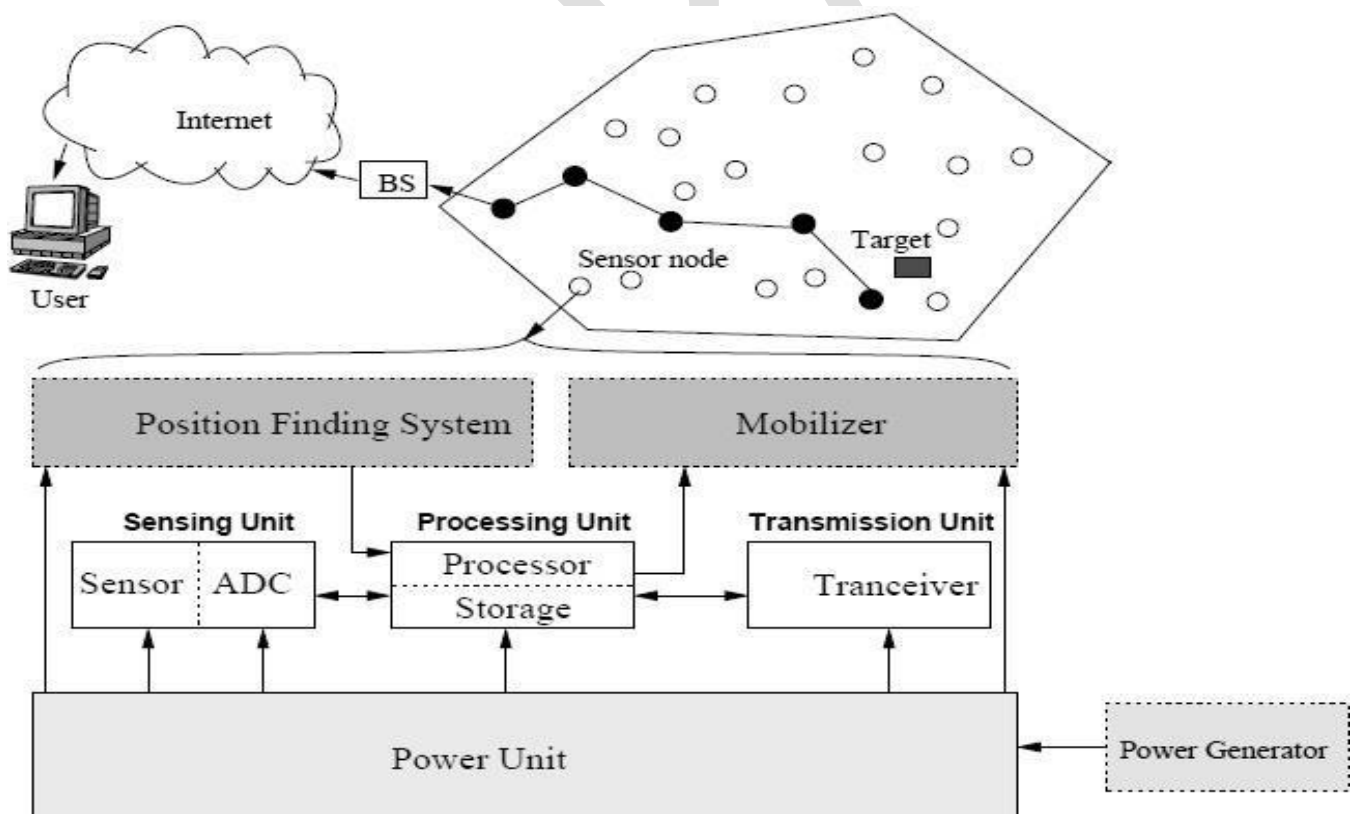 Internet
BS
User
Sensor node
Target
Position Finding System
Mobilizer
Sensing Unit
Processing Unit
Transmission Unit
Sensor
ADC
Processor
Storage
Tranceiver
Power Unit
Power Generator